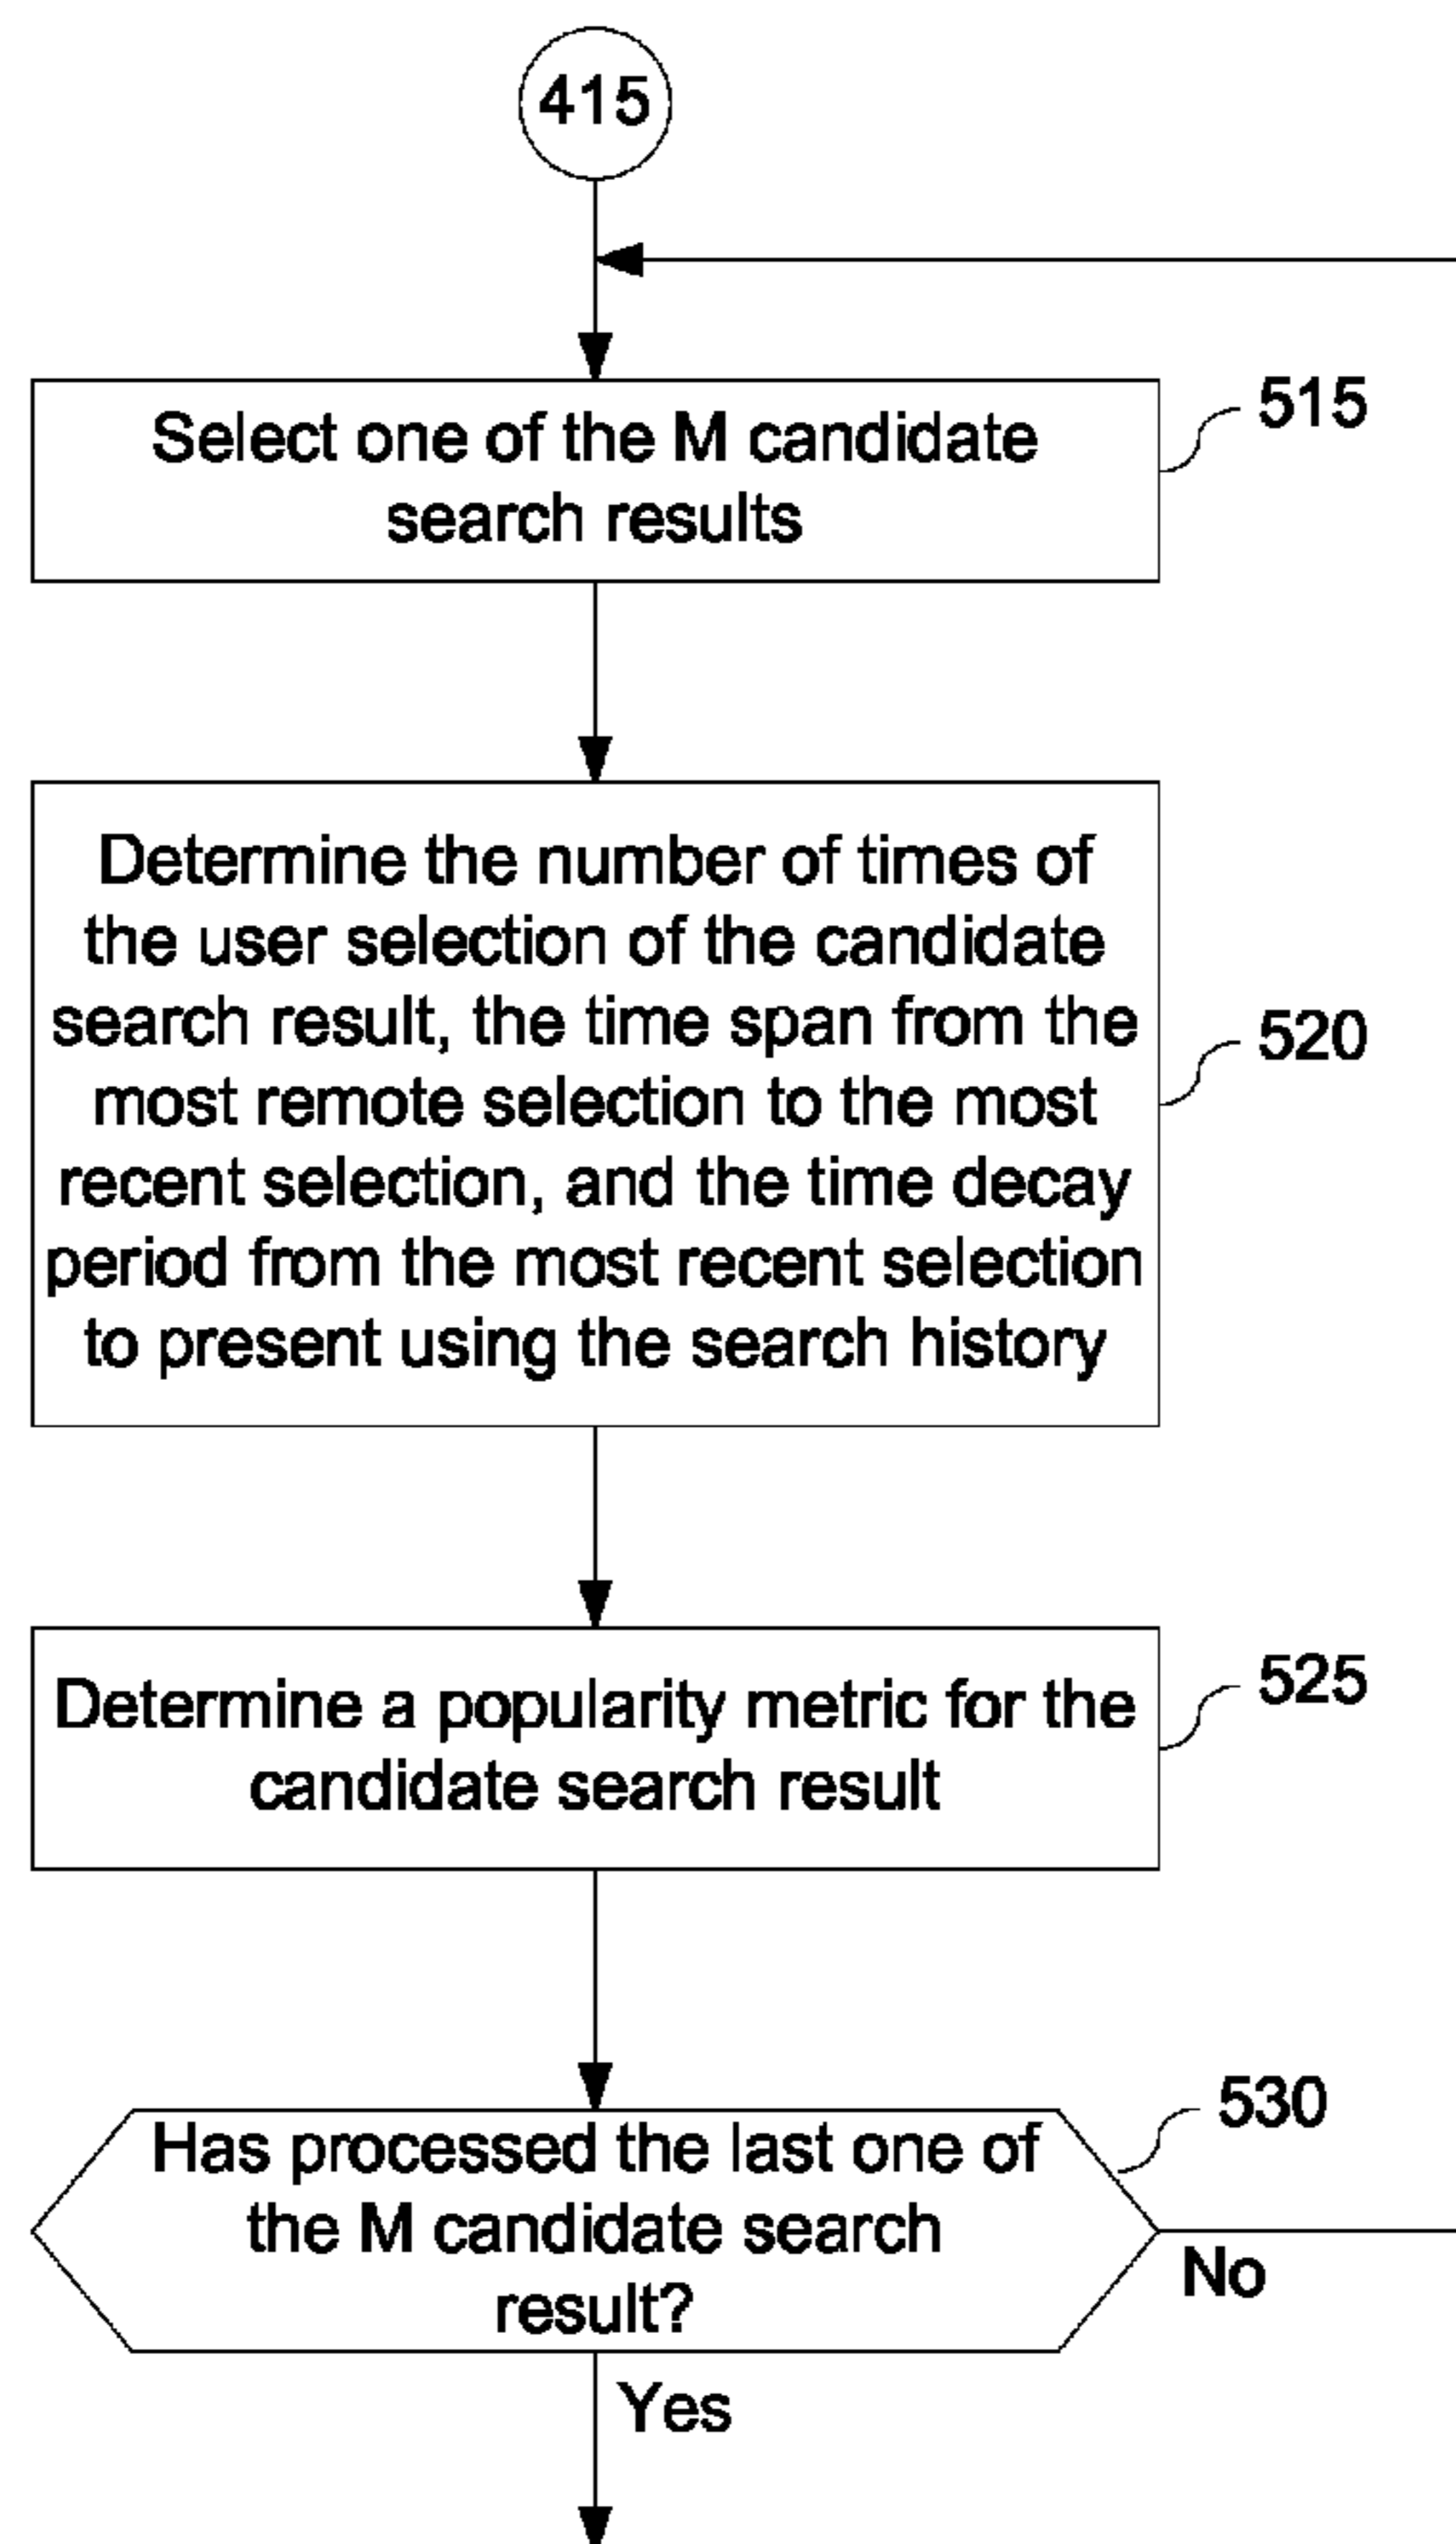 415
Select one of the M candidate
search results
515
Determine the number of times of
the user selection of the candidate
search result, the time span from the
most remote selection to the most
recent selection, and the time decay
period from the most recent selection
to present using the search history
520
Determine a popularity metric for the
candidate search result
525
Has processed the last one of
the M candidate search
result?
530
No
Yes